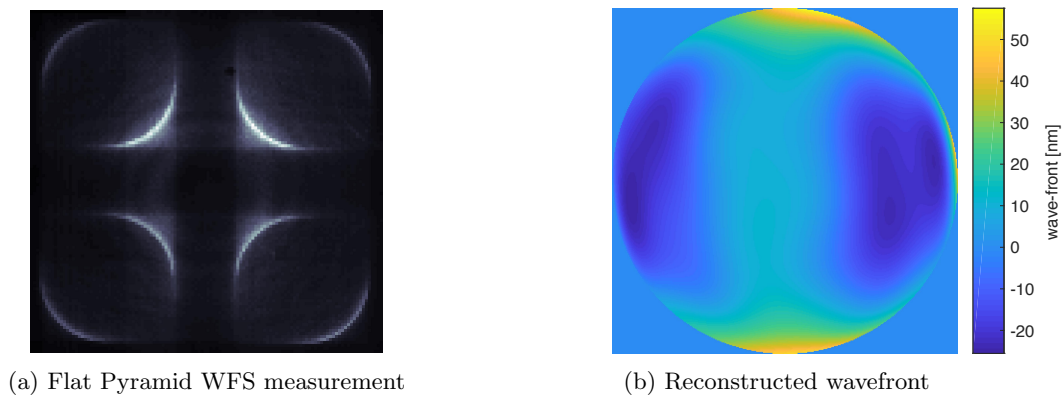 50
40
30
20
10
0
-10
-20
wave-front [nm]
(a) Flat Pyramid WFS measurement
(b) Reconstructed wavefront